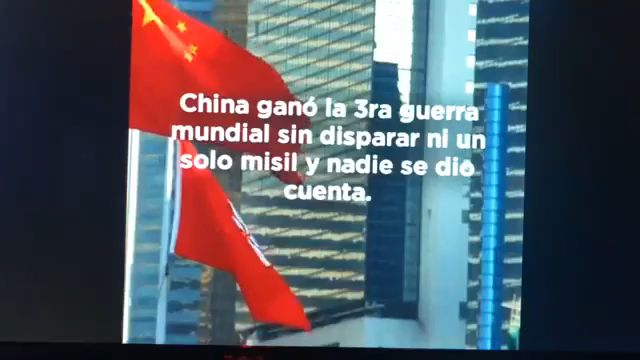 China ganó la 3ra guerra
mundial sin disparar ni un
solo misil y nadie se dio
cuenta.